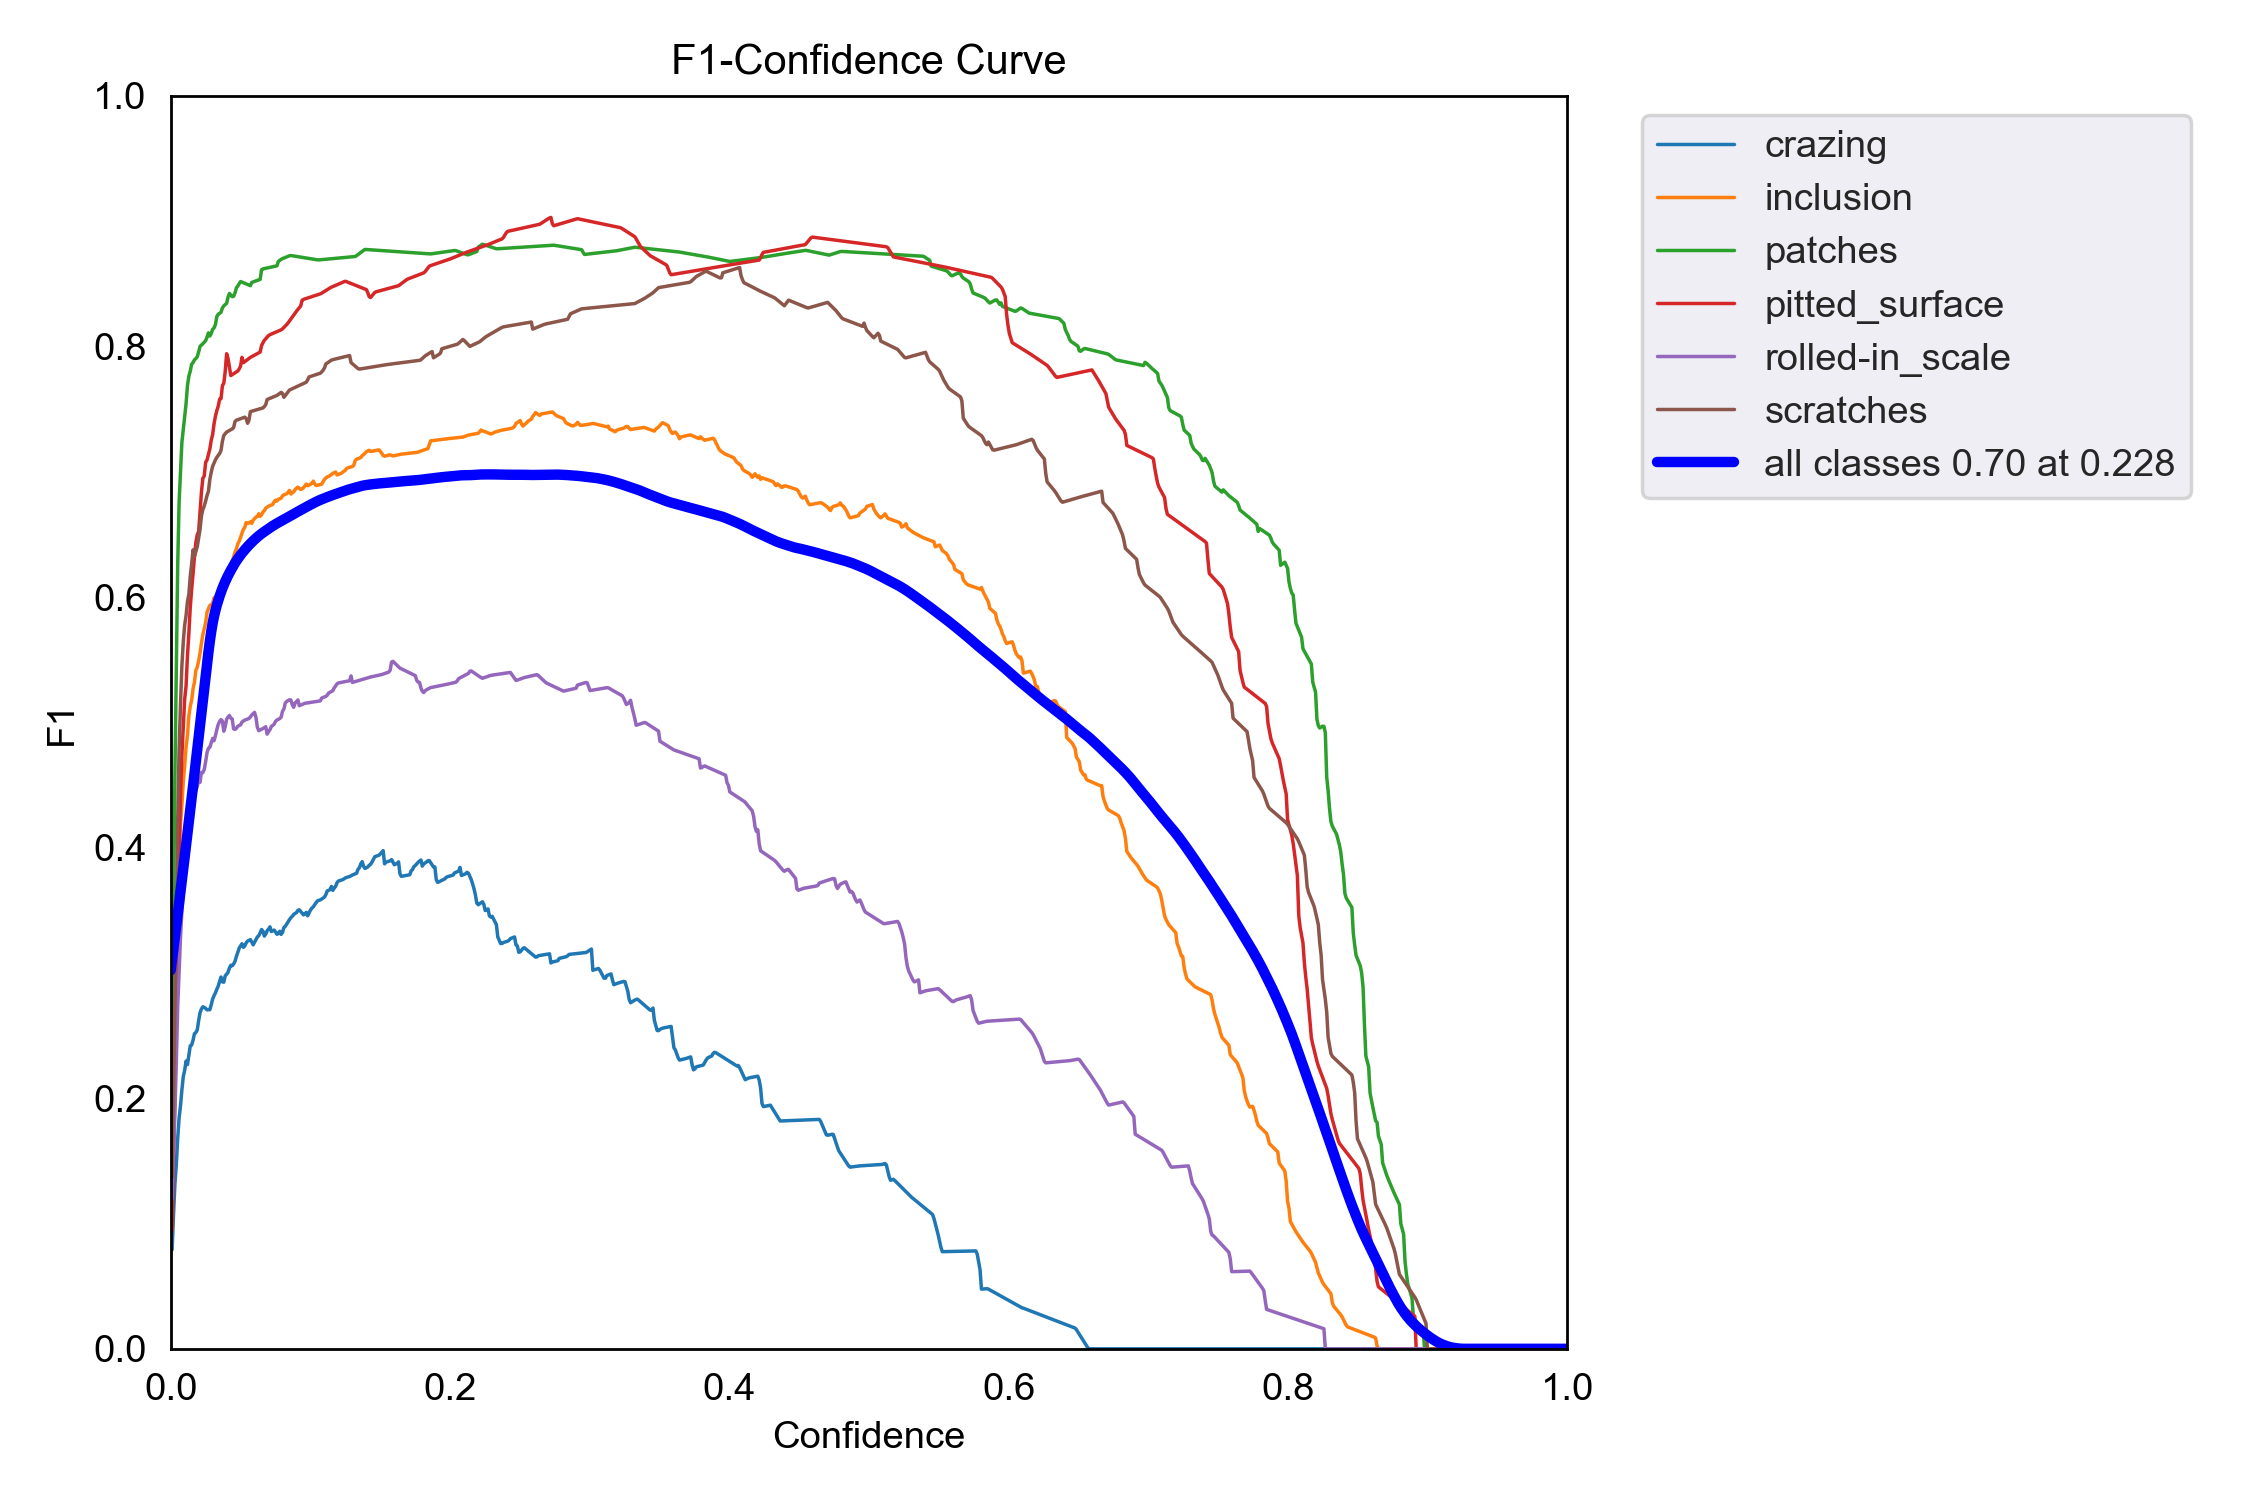 F1-Confidence Curve
1.0
0.8
0.6
0.4
0.2
0.0
F1
0.0 0.2 0.4 0.6 0.8 1.0
Confidence
crazing
inclusion
patches
pitted_surface
rolled-in_scale
scratches
all classes 0.70 at 0.228